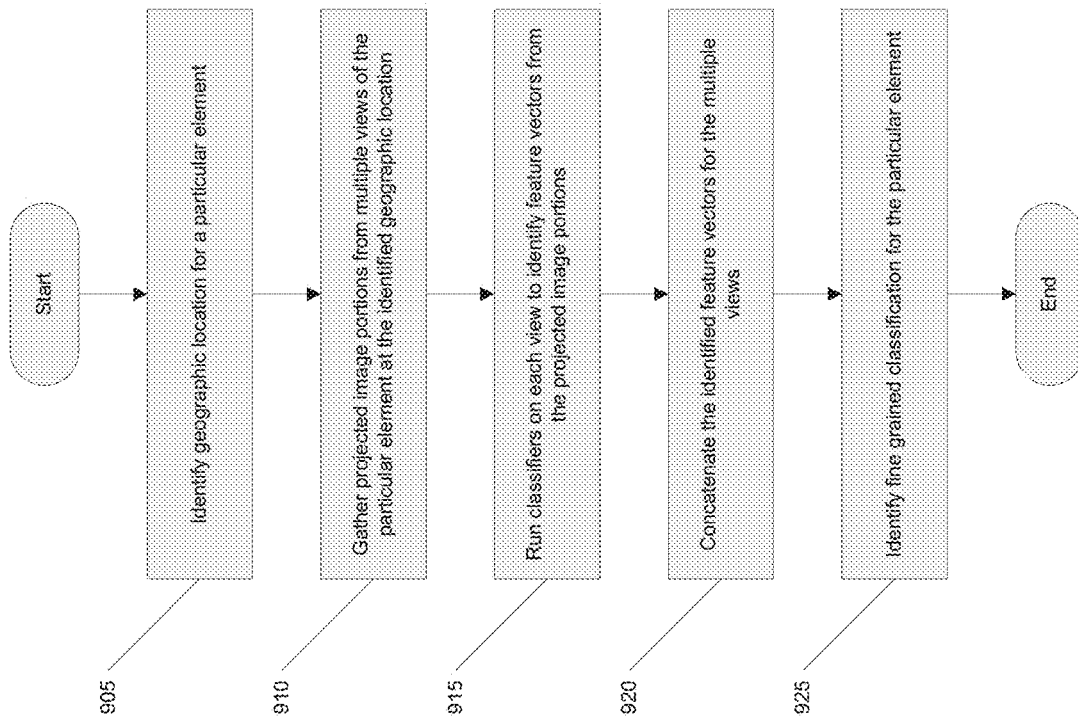 Start
905
Identify geographic location for a particular element
910
Gather projected image portions from multiple views of the
particular element at the identified geographic location
915
Run classifiers on each view to identify feature vectors from
the projected image portions
920
Concatenate the identified feature vectors for the multiple
views
925
Identify fine grained classification for the particular element
End